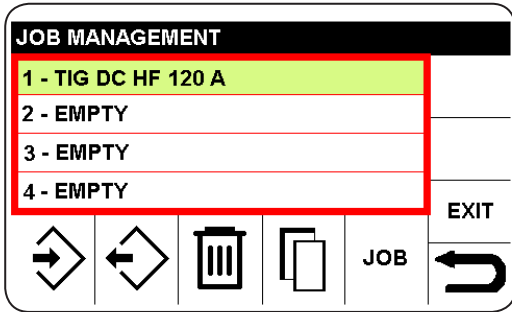 JOB MANAGEMENT
1 - TIG DC HF 120 A
2 - EMPTY
3 - EMPTY
4 - EMPTY
EXIT
JOB